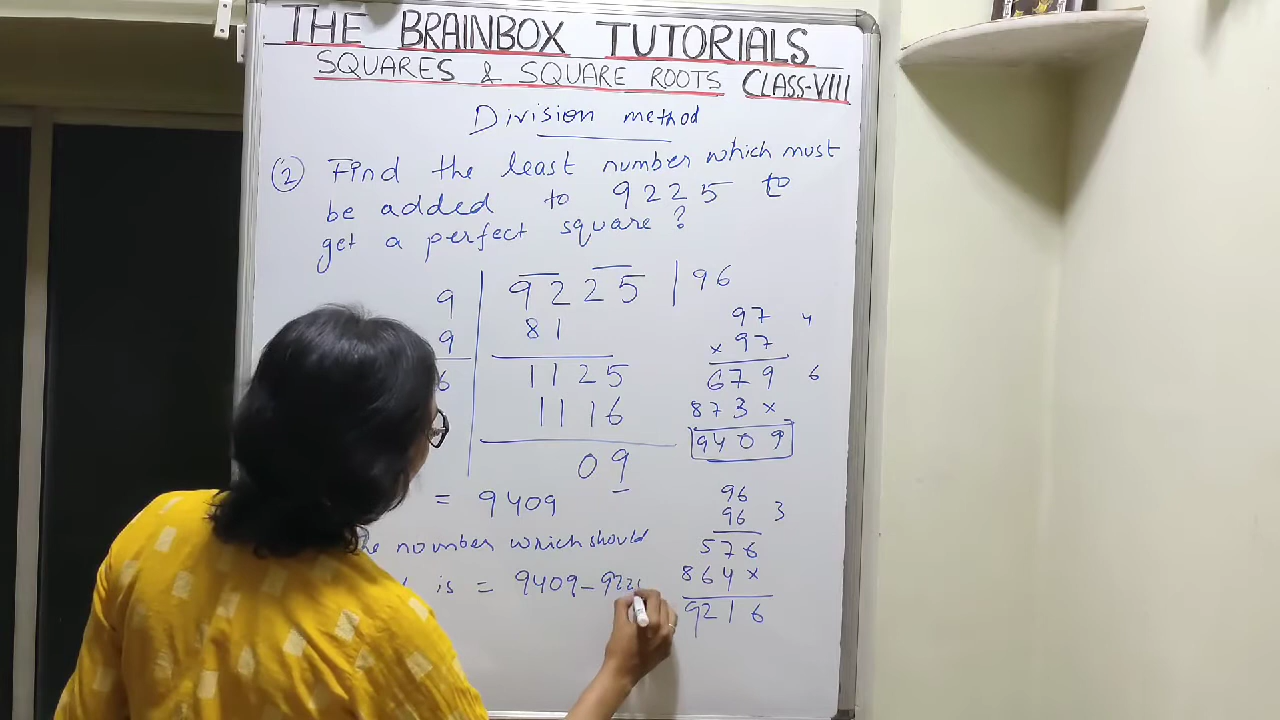 THE BRAINBOX TUTORIALS
SQUARES & SQUARE ROOTS CLASS-VIII
Division method
(2) Find the least number which must
be added to 9225 to
get a perfect square?
9 | 9225 | 96
9 81
6 1125
1116
09
97 4
× 97
679 6
873×
9409
= 9409
96
96 3
576
864×
9216
number which should
is = 9409-922